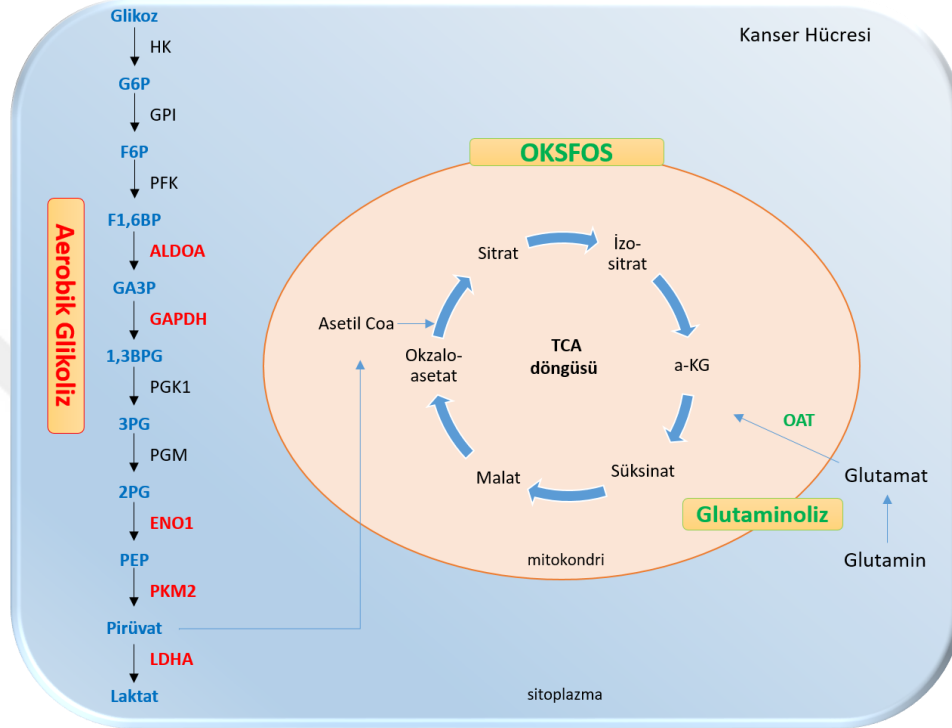 Glikoz
HK
G6P
GPI
F6P
PFK
F1,6BP
ALDOA
GA3P
GAPDH
1,3BPG
PGK1
3PG
PGM
2PG
ENO1
PEP
PKM2
Pirüvat
LDHA
Laktat
Aerobik Glikoliz
Kanser Hücresi
OKSFOS
Sitrat
İzo-
sitrat
Asetil Coa
Okzalo-
asetat
TCA
döngüsü
a-KG
OAT
Malat
Süksinat
Glutamat
Glutaminoliz
Glutamin
mitokondri
sitoplazma